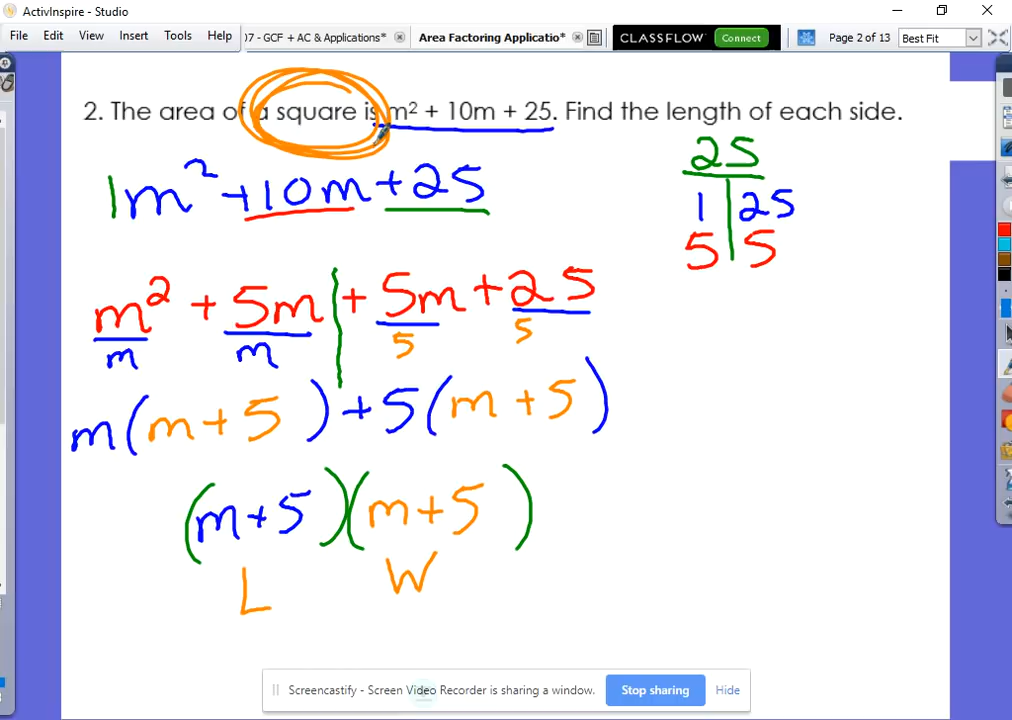 ActivInspire - Studio
File Edit View Insert Tools Help
07 - GCF + AC & Applications*
Area Factoring Applicatio*
CLASSFLOW Connect
Page 2 of 13
Best Fit
2. The area of a square is m² + 10m + 25. Find the length of each side.
25
1m² + 10m + 25
1 | 25
5 | 5
m² + 5m | + 5m + 25
m m 5 5
m(m + 5) + 5(m + 5)
(m + 5)(m + 5)
L W
Screencastify - Screen Video Recorder is sharing a window.
Stop sharing
Hide